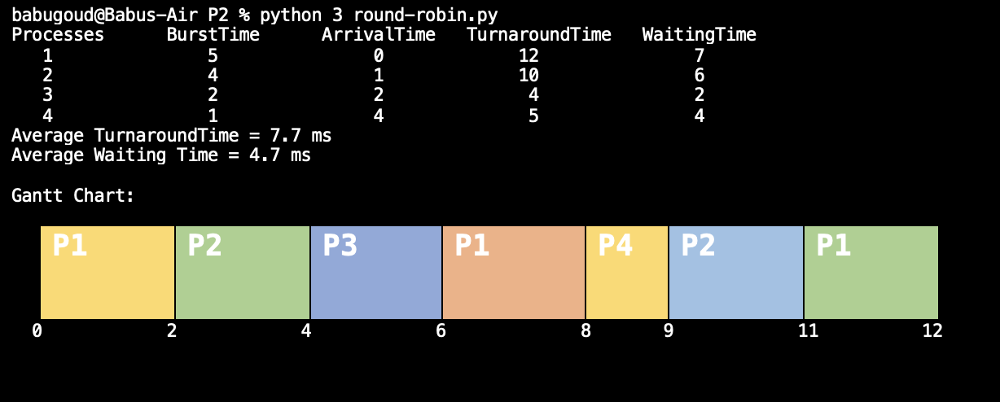 babugoud@Babus-Air P2 % python 3 round-robin.py
Processes BurstTime ArrivalTime TurnaroundTime WaitingTime
1 5 0 12 7
2 4 1 10 6
3 2 2 4 2
4 1 4 5 4
Average TurnaroundTime = 7.7 ms
Average Waiting Time = 4.7 ms
Gantt Chart:
P1 P2 P3 P1 P4 P2 P1
0 2 4 6 8 9 11 12